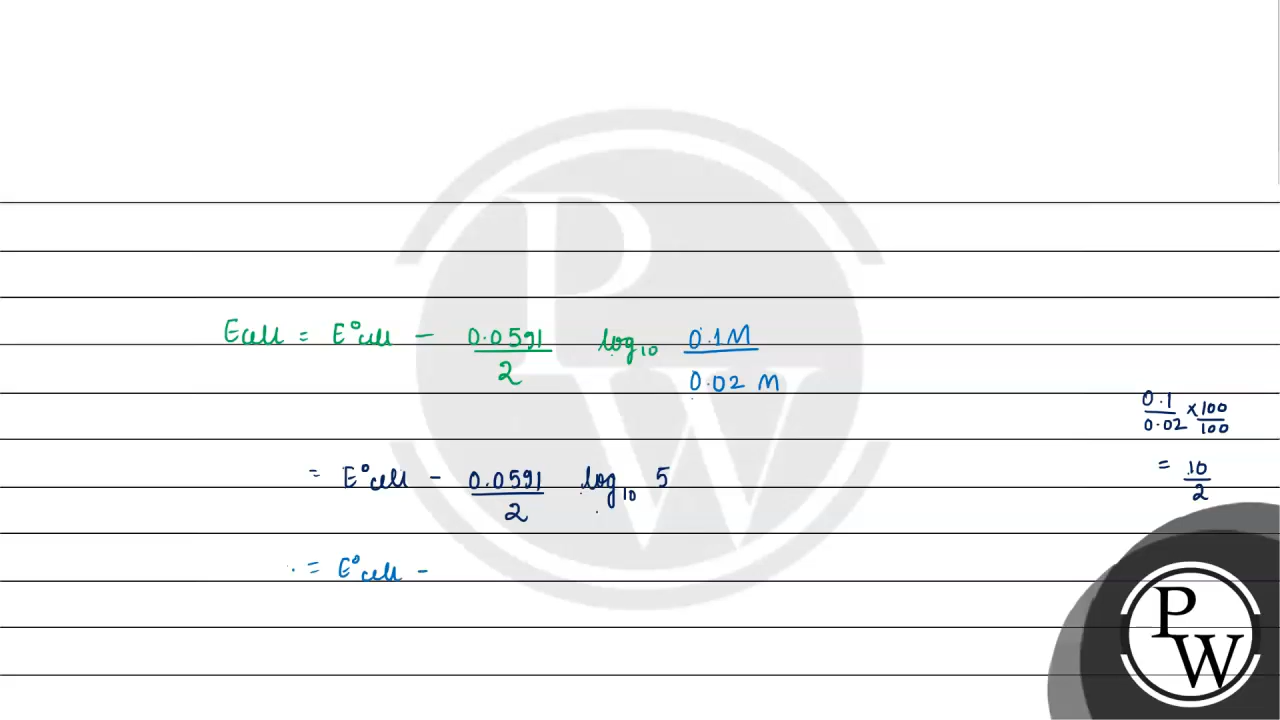 Ecell = E°cell - 0.0591/2 log10 0.1M/0.02 M
0.1/0.02 × 100/100
= E°cell - 0.0591/2 log10 5
= 10/2
= E°cell -
PW
PW